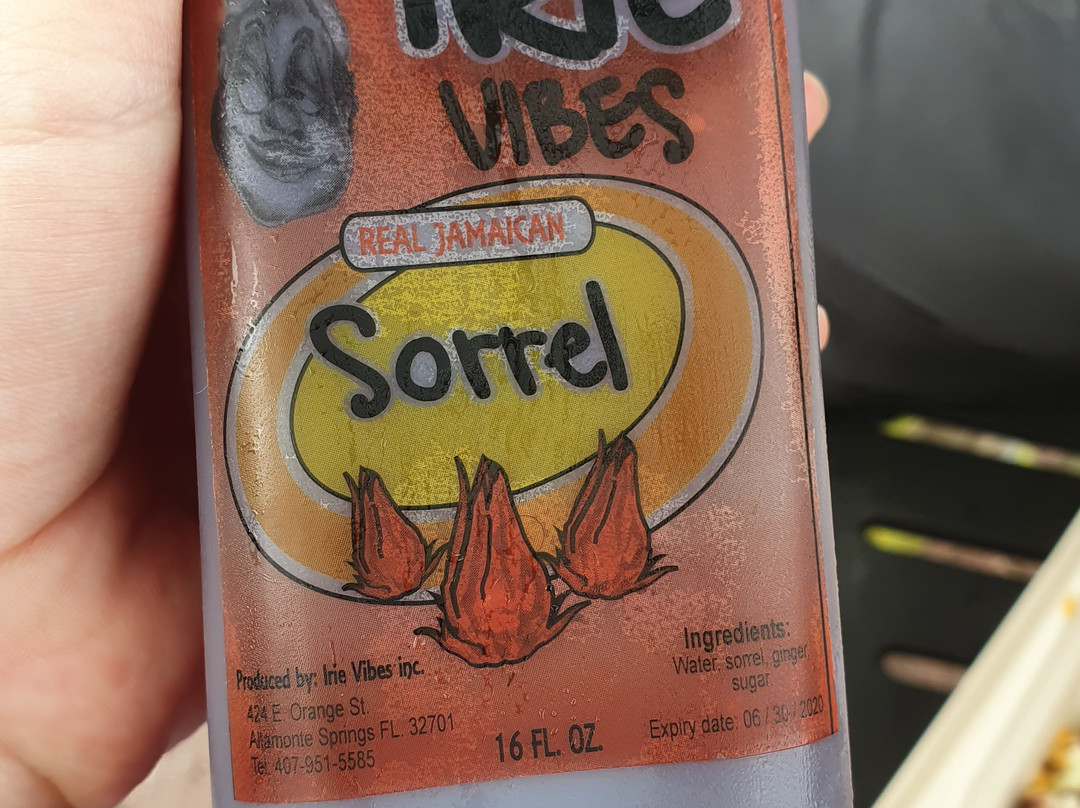 IRIE
VIBES
REAL JAMAICAN
Sorrel
Produced by: Irie Vibes inc.
424 E. Orange St
Altamonte Springs FL. 32701
Tel: 407-951-5585
16 FL. OZ.
Ingredients:
Water, sorrel, ginger
sugar
Expiry date: 06 / 30 / 2020